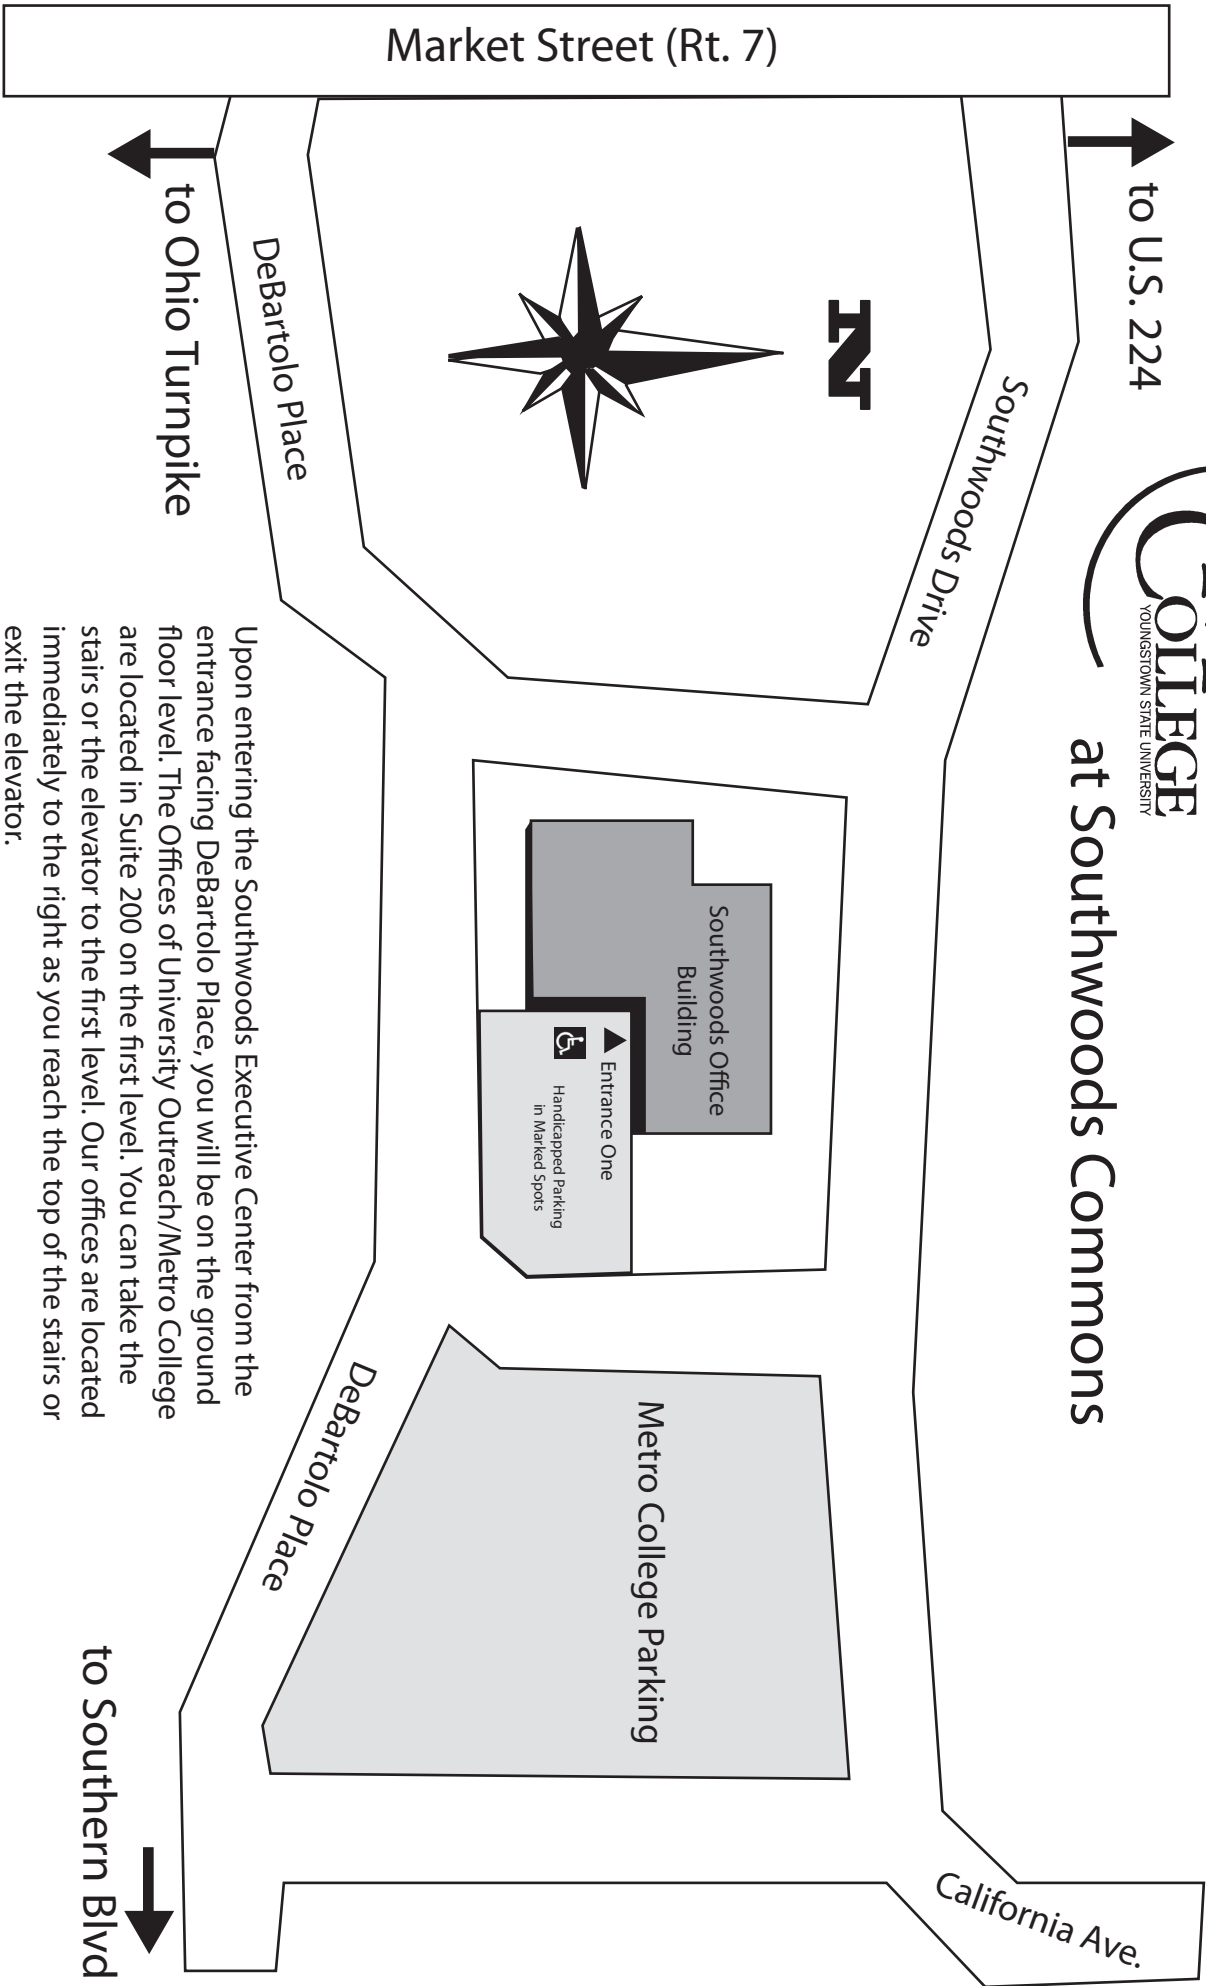 COLLEGE
YOUNGSTOWN STATE UNIVERSITY
at Southwoods Commons
to U.S. 224
Market Street (Rt. 7)
Southwoods Drive
N
California Ave.
Southwoods Office
Building
Entrance One
Handicapped Parking
in Marked Spots
Metro College Parking
DeBartolo Place
DeBartolo Place
to Ohio Turnpike
to Southern Blvd
Upon entering the Southwoods Executive Center from the
entrance facing DeBartolo Place, you will be on the ground
floor level. The Offices of University Outreach/Metro College
are located in Suite 200 on the first level. You can take the
stairs or the elevator to the first level. Our offices are located
immediately to the right as you reach the top of the stairs or
exit the elevator.